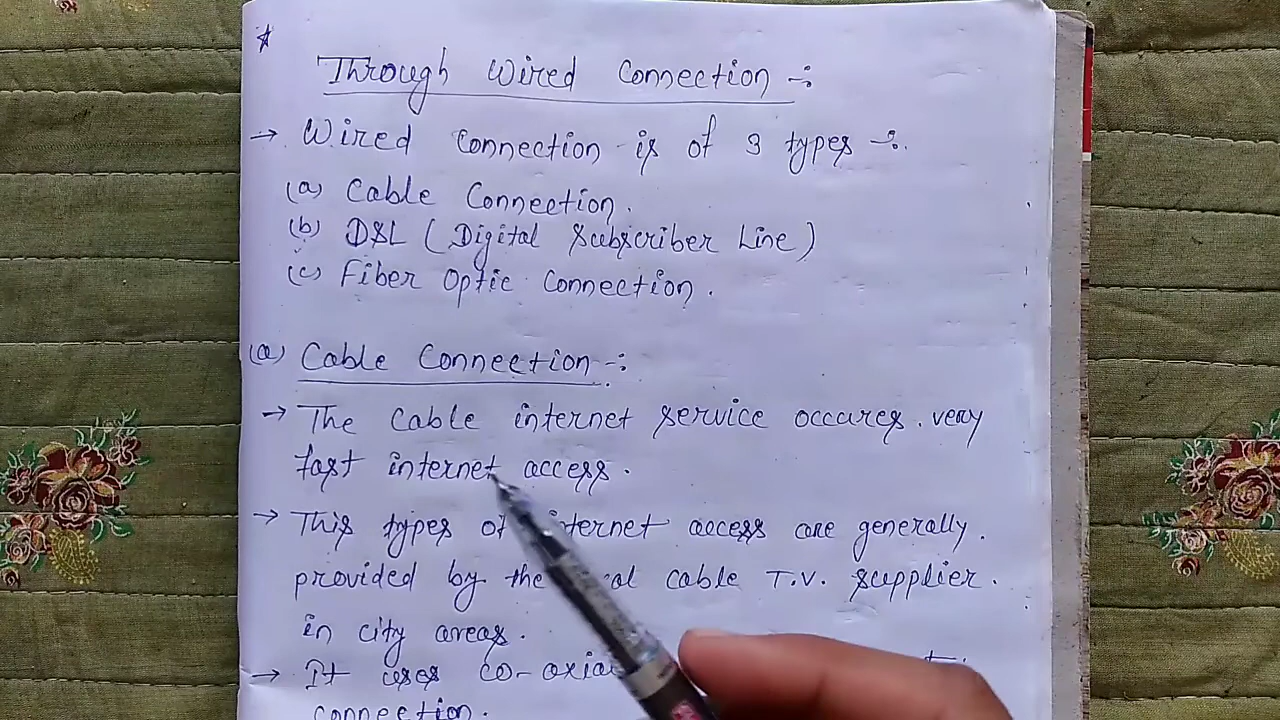 Through Wired Connection -:
→ Wired Connection is of 3 types -:
(a) Cable Connection.
(b) DSL (Digital Subscriber Line)
(c) Fiber Optic Connection.
(a) Cable Connection -:
→ The Cable internet service occures very
fast internet access.
→ This types of internet access are generally
provided by the cable T.V. supplier.
in city areas.
→ It uses co-axial
connection.